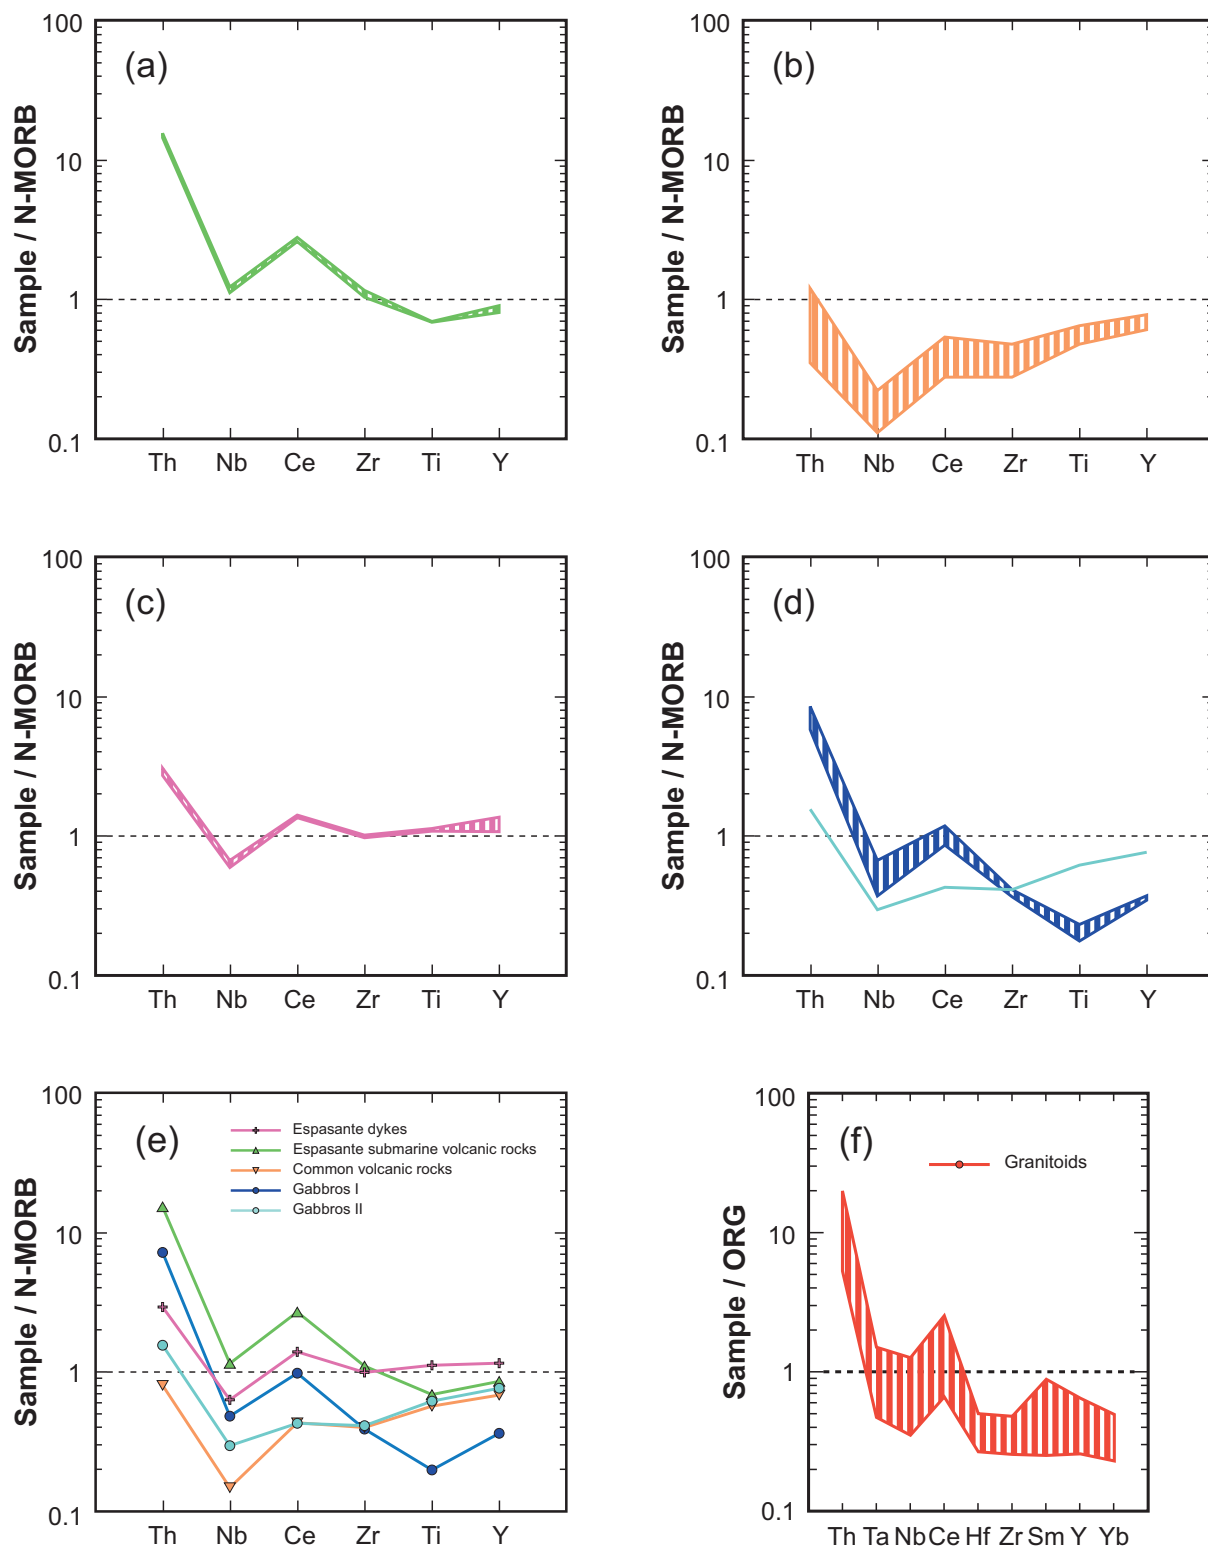 100
(a)
10
1
0.1
Sample / N-MORB
Th Nb Ce Zr Ti Y
100
(b)
10
1
0.1
Sample / N-MORB
Th Nb Ce Zr Ti Y
100
(c)
10
1
0.1
Sample / N-MORB
Th Nb Ce Zr Ti Y
100
(d)
10
1
0.1
Sample / N-MORB
Th Nb Ce Zr Ti Y
100
(e)
Espasante dykes
Espasante submarine volcanic rocks
Common volcanic rocks
Gabbros I
Gabbros II
10
1
0.1
Sample / N-MORB
Th Nb Ce Zr Ti Y
100
(f)
Granitoids
10
1
0.1
Sample / ORG
Th Ta Nb Ce Hf Zr Sm Y Yb